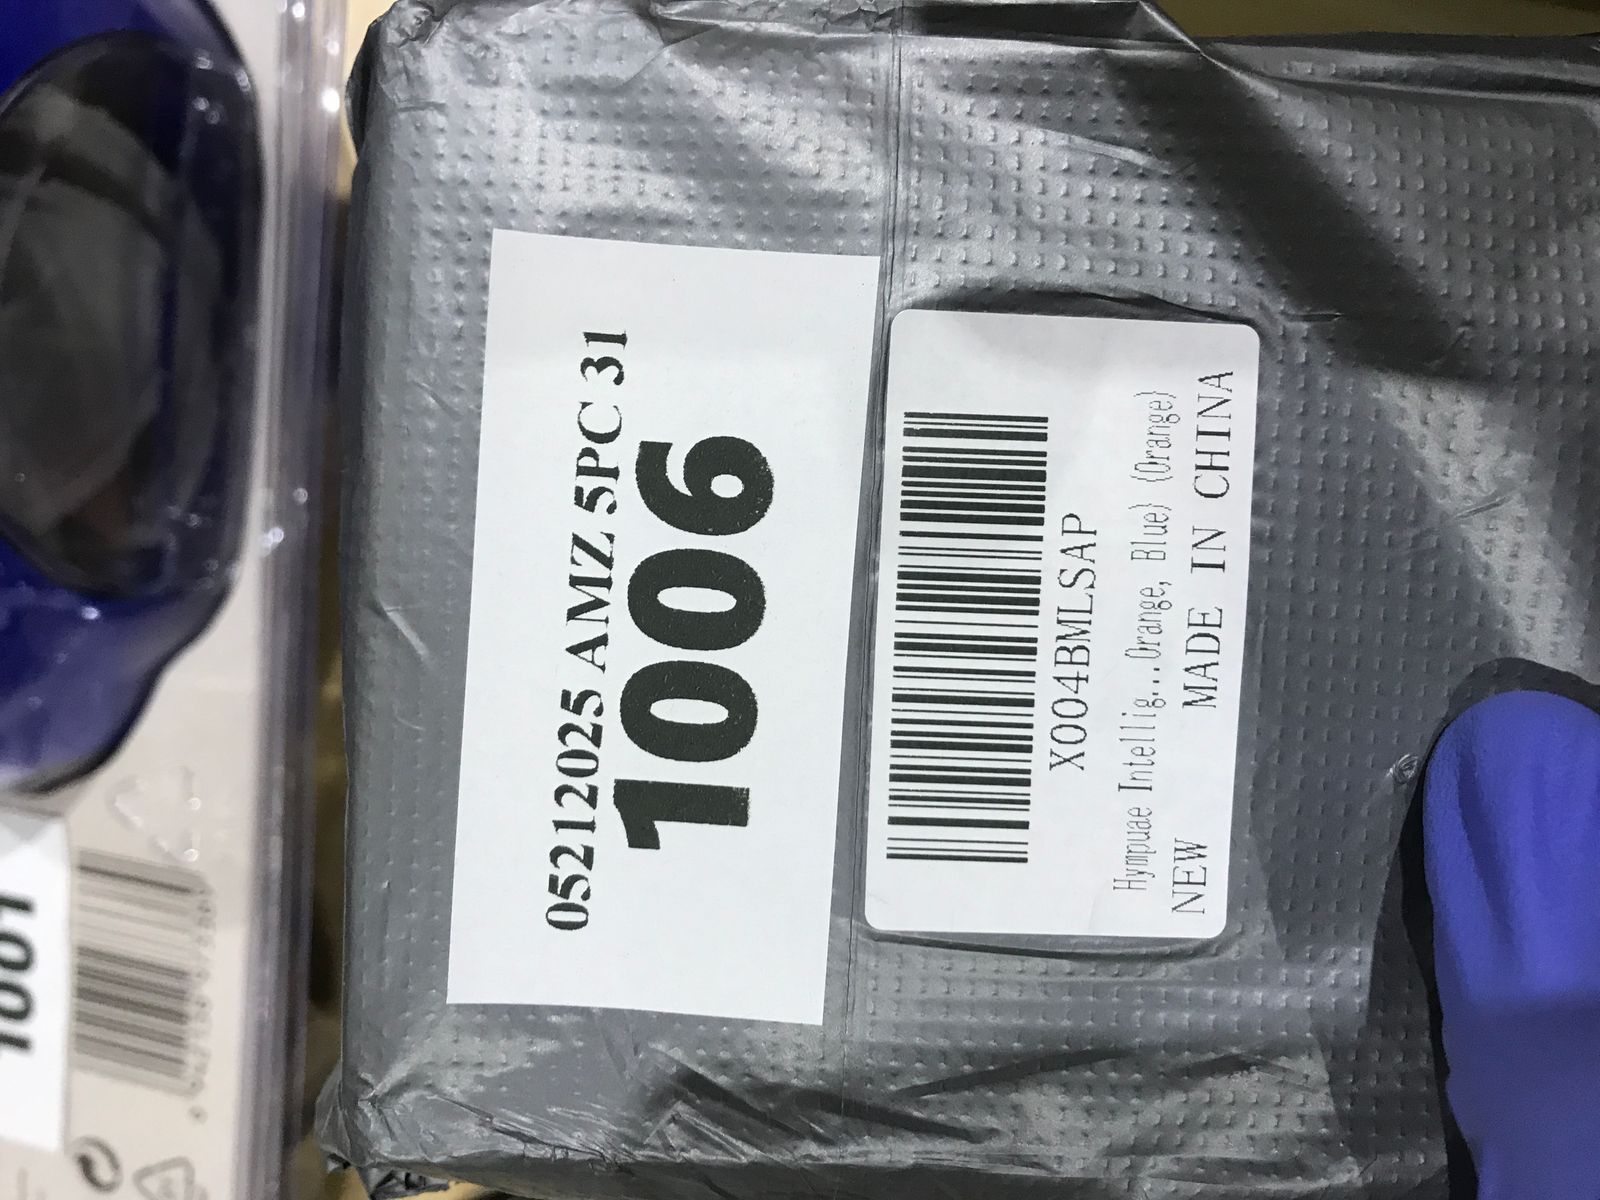 05212025 AMZ 5PC 31
1006
X004BMLSAP
Hympuae Intellig...Orange, Blue) (Orange)
NEW MADE IN CHINA
1001